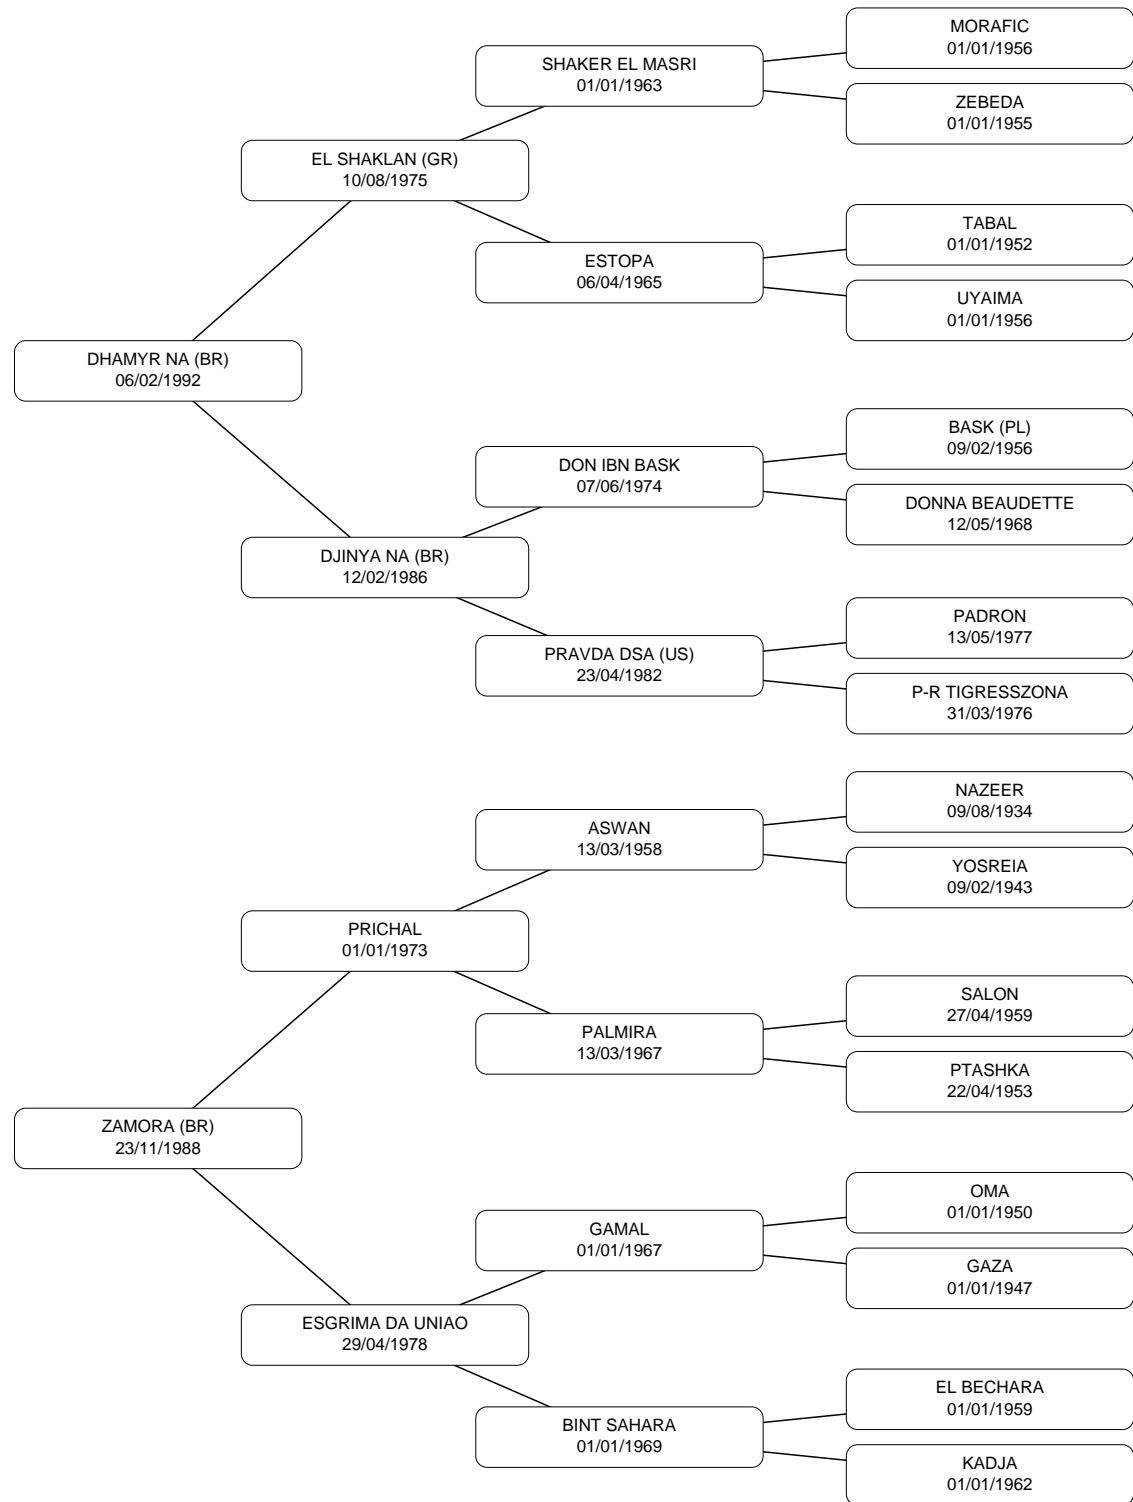 MORAFIC
01/01/1956
SHAKER EL MASRI
01/01/1963
ZEBEDA
01/01/1955
EL SHAKLAN (GR)
10/08/1975
TABAL
01/01/1952
ESTOPA
06/04/1965
UYAIMA
01/01/1956
DHAMYR NA (BR)
06/02/1992
BASK (PL)
09/02/1956
DON IBN BASK
07/06/1974
DONNA BEAUDETTE
12/05/1968
DJINYA NA (BR)
12/02/1986
PADRON
13/05/1977
PRAVDA DSA (US)
23/04/1982
P-R TIGRESSZONA
31/03/1976
NAZEER
09/08/1934
ASWAN
13/03/1958
YOSREIA
09/02/1943
PRICHAL
01/01/1973
SALON
27/04/1959
PALMIRA
13/03/1967
PTASHKA
22/04/1953
ZAMORA (BR)
23/11/1988
OMA
01/01/1950
GAMAL
01/01/1967
GAZA
01/01/1947
ESGRIMA DA UNIAO
29/04/1978
EL BECHARA
01/01/1959
BINT SAHARA
01/01/1969
KADJA
01/01/1962